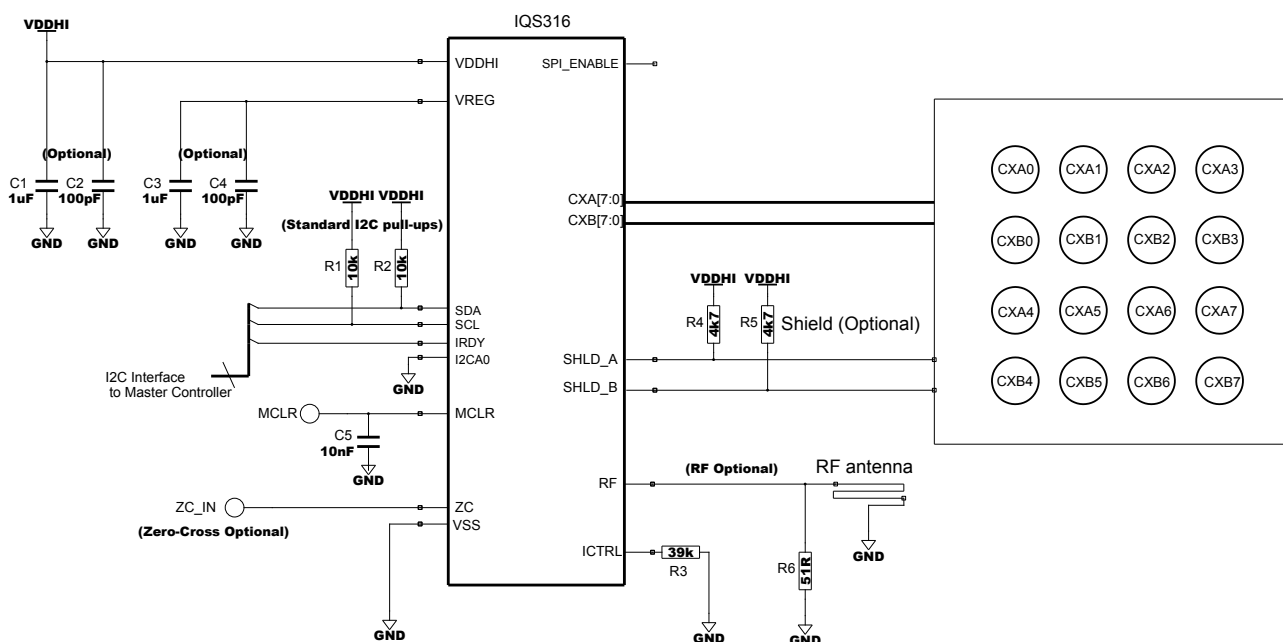 IQS316
VDDHI
VDDHI
SPI_ENABLE
VREG
(Optional)
(Optional)
C1
1uF
C2
100pF
C3
1uF
C4
100pF
GND
GND
GND
GND
VDDHI VDDHI
(Standard I2C pull-ups)
R1
10k
R2
10k
SDA
SCL
IRDY
I2CA0
GND
I2C Interface
to Master Controller
MCLR
MCLR
C5
10nF
GND
ZC_IN
ZC
(Zero-Cross Optional)
VSS
GND
CXA[7:0]
CXB[7:0]
VDDHI
VDDHI
R4
4k7
R5
4k7
Shield (Optional)
SHLD_A
SHLD_B
RF
(RF Optional)
RF antenna
GND
ICTRL
39k
R3
GND
R6
51R
GND
CXA0 CXA1 CXA2 CXA3
CXB0 CXB1 CXB2 CXB3
CXA4 CXA5 CXA6 CXA7
CXB4 CXB5 CXB6 CXB7